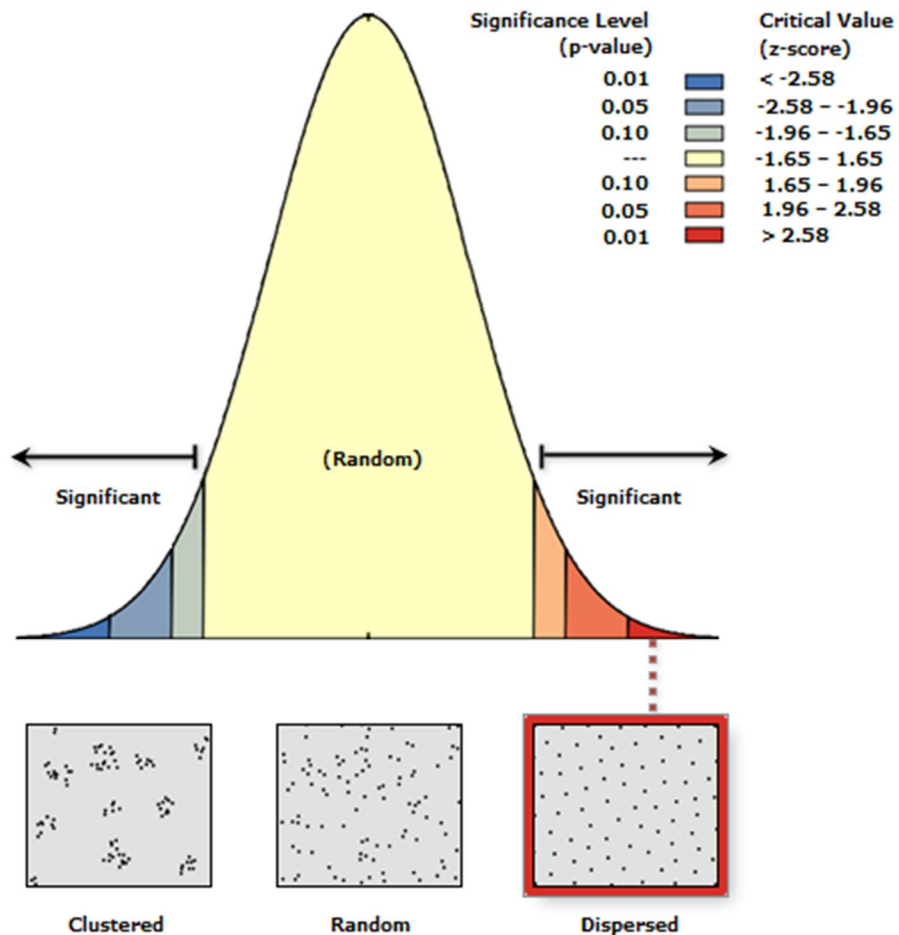 Significance Level Critical Value
(p-value) (z-score)
0.01 < -2.58
0.05 -2.58 – -1.96
0.10 -1.96 – -1.65
--- -1.65 – 1.65
0.10 1.65 – 1.96
0.05 1.96 – 2.58
0.01 > 2.58
(Random)
Significant Significant
Clustered Random Dispersed